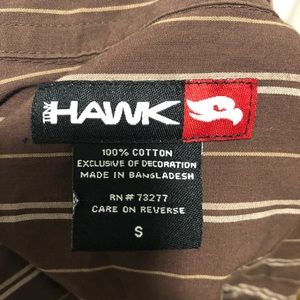 TONY HAWK
100% COTTON
EXCLUSIVE OF DECORATION
MADE IN BANGLADESH
RN# 73277
CARE ON REVERSE
S